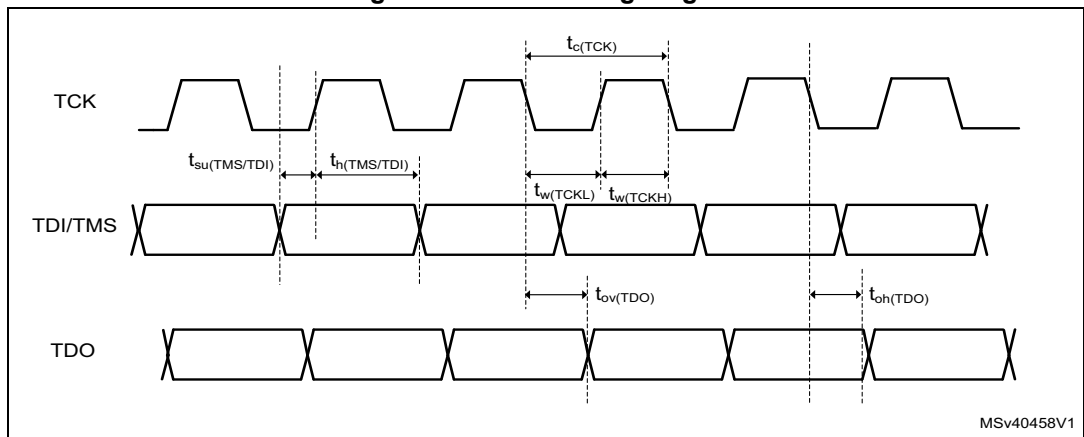 tc(TCK)
TCK
tsu(TMS/TDI)
th(TMS/TDI)
tw(TCKL)
tw(TCKH)
TDI/TMS
tov(TDO)
toh(TDO)
TDO
MSv40458V1